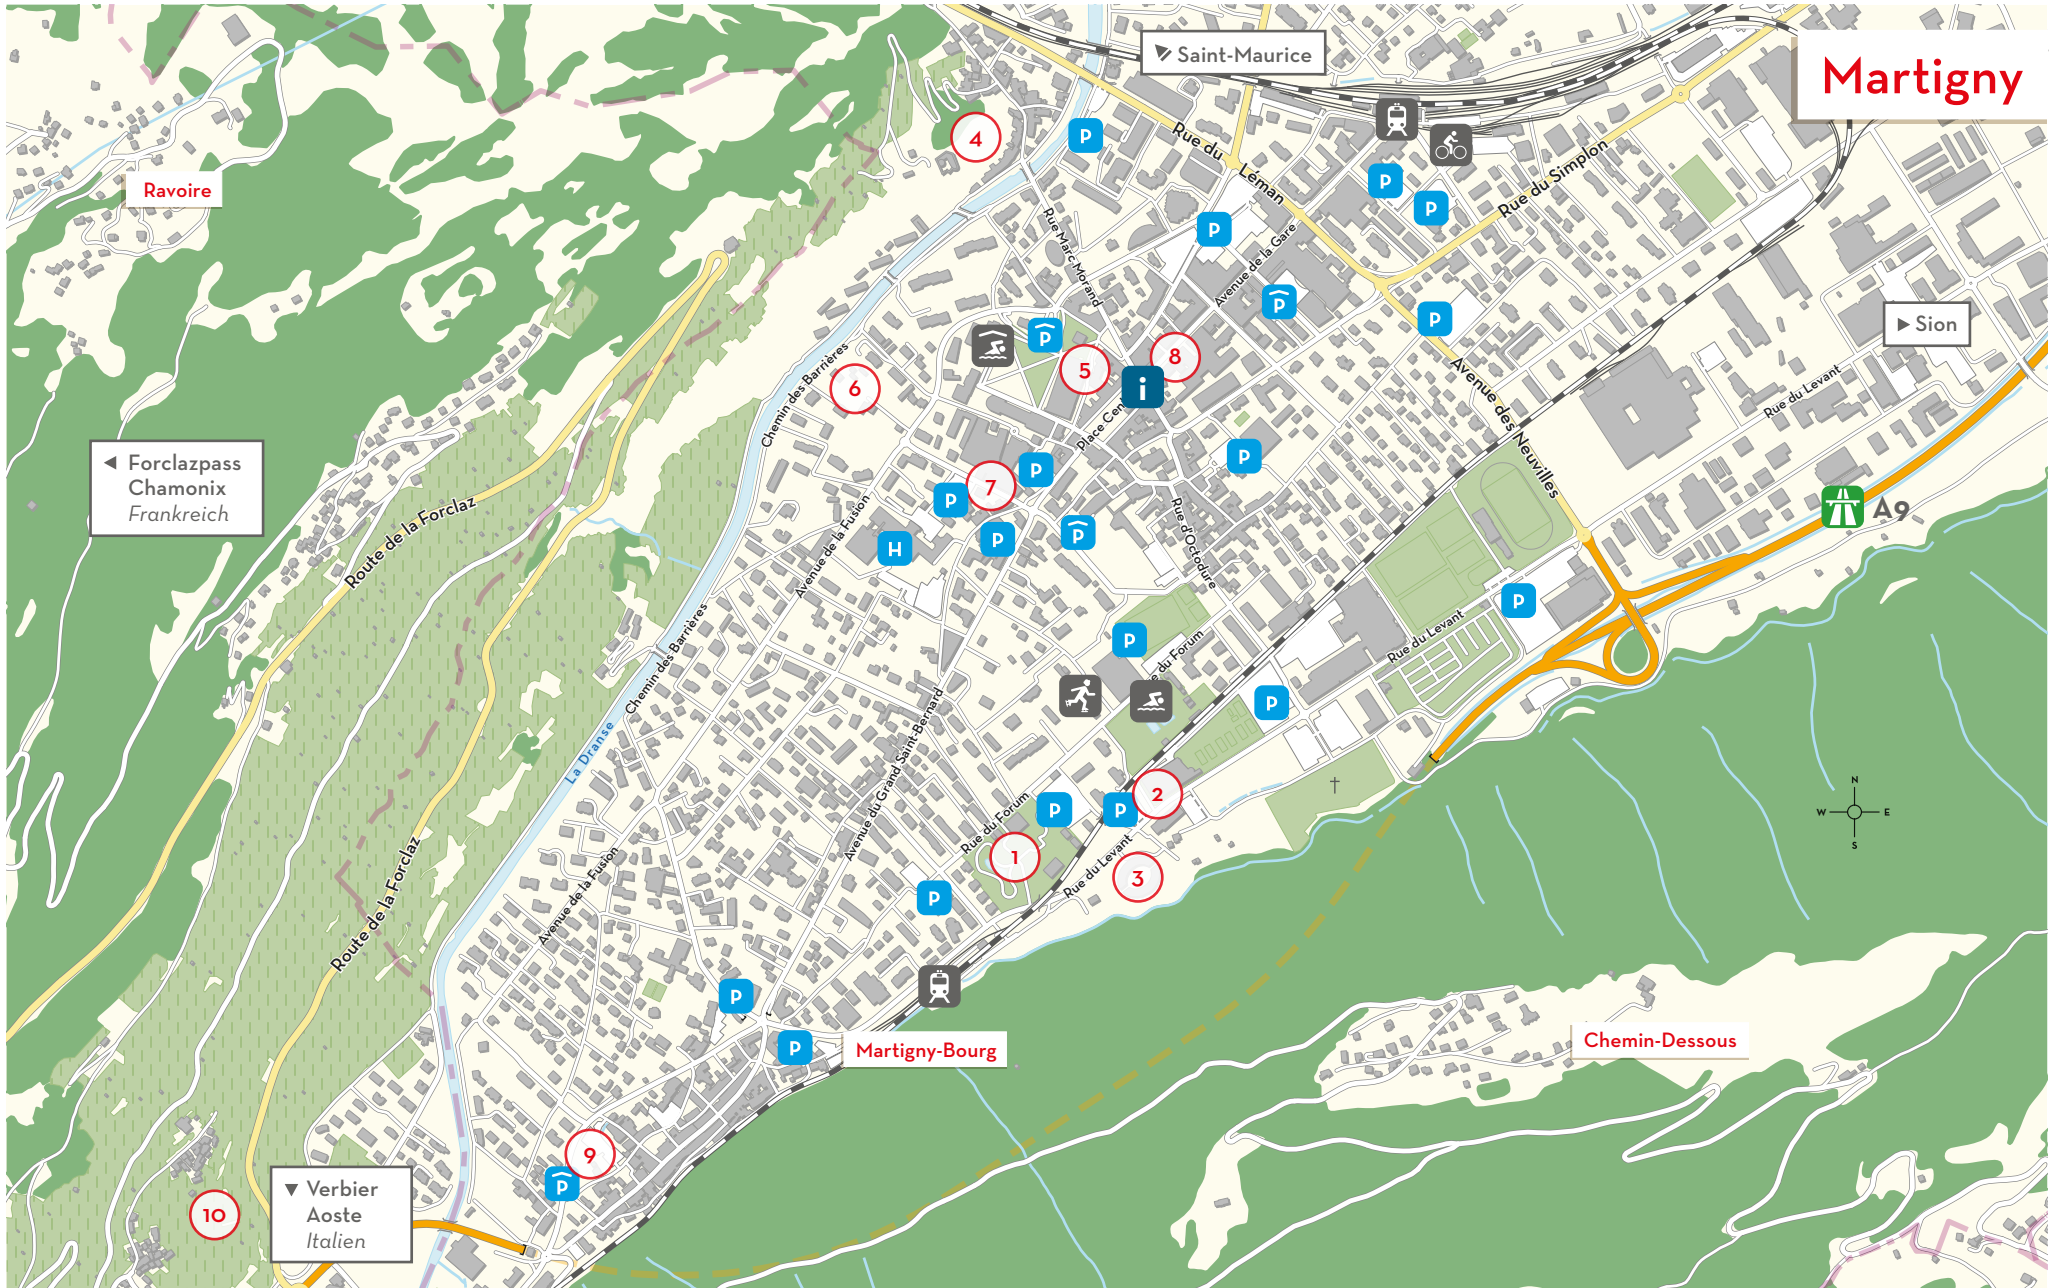 Martigny
Saint-Maurice
4
P
Rue du Léman
P
P
Rue du Simplon
Ravoire
Rue Marc Morand
P
Avenue de la Gare
P
P
P
Sion
5
8
6
i
Chemin des Barrières
Place Cen
Avenue des Neuvilles
Rue du Levant
Forclazpass
Chamonix
Frankreich
Route de la Forclaz
P
P
7
P
Avenue de la Fusion
H
P
P
Rue d'Octodure
A9
P
Rue du Levant
P
e du Forum
Chemin des Barrières
La Dranse
P
Avenue du Grand Saint-Bernard
2
P
P
Rue du Forum
1
Rue du Levant
3
N
W
E
S
Route de la Forclaz
Avenue de la Fusion
P
P
P
Martigny-Bourg
Chemin-Dessous
9
P
10
Verbier
Aoste
Italien